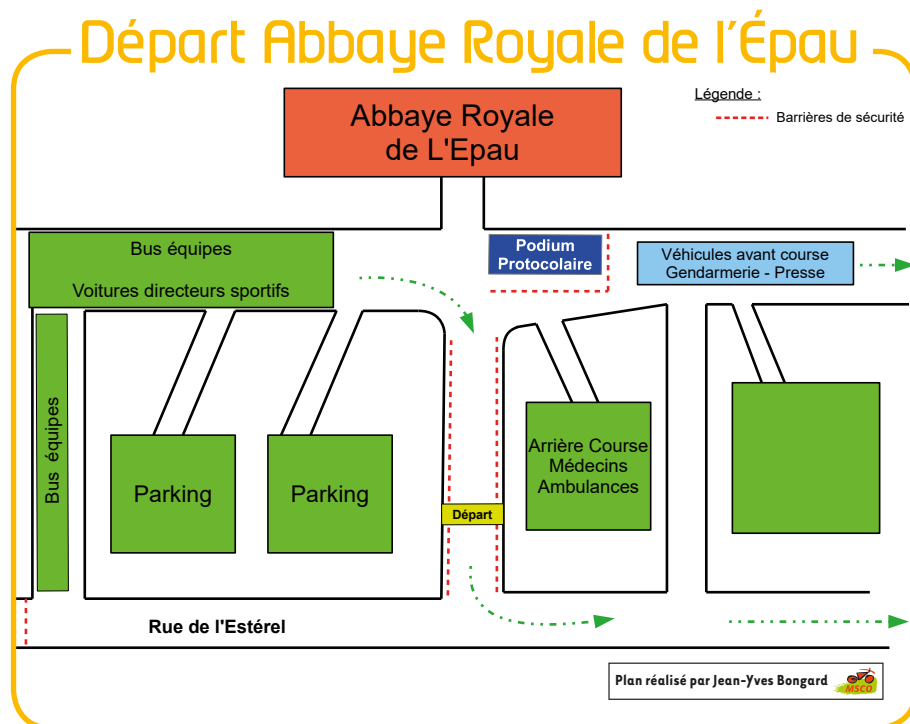 Départ Abbaye Royale de l'Épau
Légende :
Barrières de sécurité
Abbaye Royale
de L'Epau
Bus équipes
Voitures directeurs sportifs
Podium
Protocolaire
Véhicules avant course
Gendarmerie - Presse
Bus équipes
Parking
Parking
Arrière Course
Médecins
Ambulances
Départ
Rue de l'Estérel
Plan réalisé par Jean-Yves Bongard
MSCO